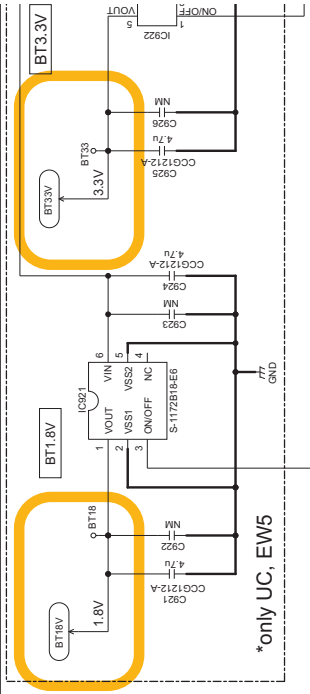 BT3.3V
VOUT
5
1
ON/OFF
IC922
NM
C926
4.7u
CCG1212-A
C925
BT33
BT33V
3.3V
4.7u
CCG1212-A
C924
NM
C923
IC921
6
5
4
VIN
VSS2
NC
VOUT
VSS1
ON/OFF
1
2
3
S-1172B18-E6
GND
BT1.8V
BT18
NM
C922
4.7u
CCG1212-A
C921
BT18V
1.8V
*only UC, EW5